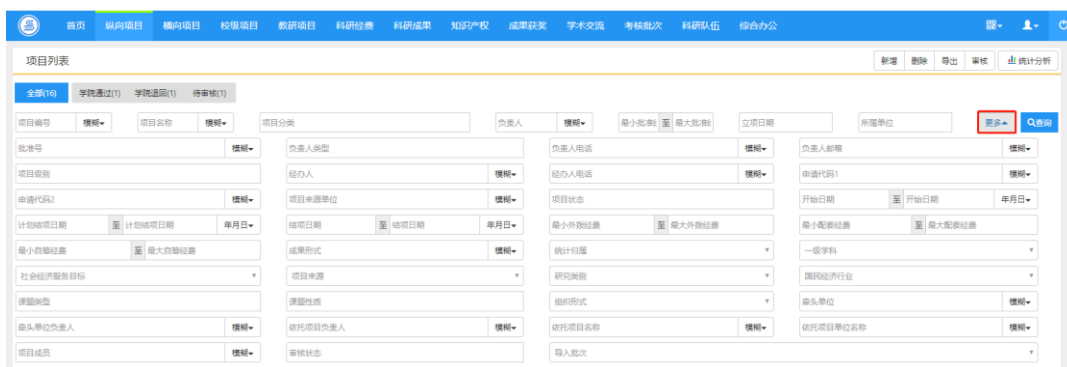 首页 纵向项目 横向项目 校级项目 教研项目 科研经费 科研成果 知识产权 成果获奖 学术交流 考核批次 科研队伍 综合办公
项目列表 新增 删除 导出 审核 统计分析
全部(16) 学院通过(1) 学院退回(1) 待审核(1)
项目编号 模糊 项目名称 模糊 项目分类 负责人 模糊 最小批准 至 最大批准 立项日期 所属单位 更多 查询
批准号 模糊 负责人类型 负责人电话 模糊 负责人邮箱 模糊
项目级别 经办人 模糊 经办人电话 模糊 申请代码1 模糊
申请代码2 模糊 项目来源单位 模糊 项目状态 开始日期 至 开始日期 年月日
计划结项日期 至 计划结项日期 年月日 结项日期 至 结项日期 年月日 最小外拨经费 至 最大外拨经费 最小配套经费 至 最大配套经费
最小自筹经费 至 最大自筹经费 成果形式 模糊 统计归属 一级学科
社会经济服务目标 项目来源 研究类别 国民经济行业
课题类型 课题性质 组织形式 牵头单位 模糊
牵头单位负责人 模糊 依托项目负责人 模糊 依托项目名称 模糊 依托项目单位名称 模糊
项目成员 模糊 审核状态 导入批次